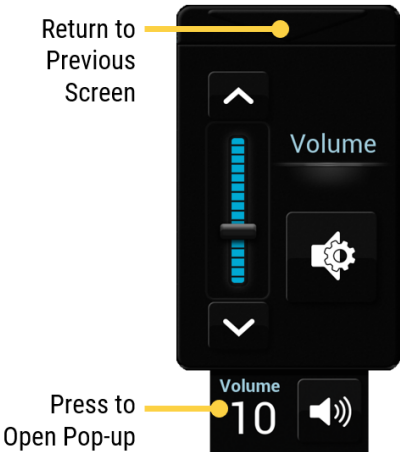 Return to
Previous
Screen
Volume
Press to
Open Pop-up
Volume
10